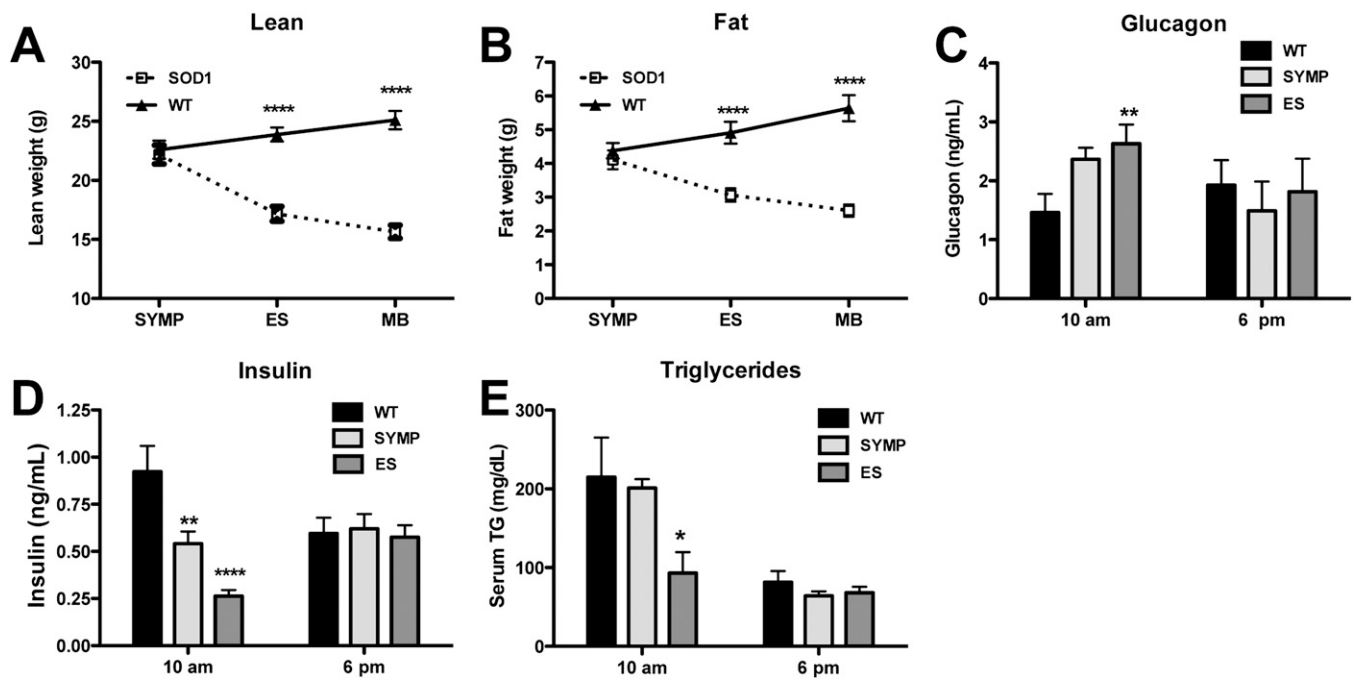 A
Lean
Lean weight (g)
30
25
20
15
10
SOD1
WT
****
****
SYMP ES MB
B
Fat
Fat weight (g)
7
6
5
4
3
2
1
0
SOD1
WT
****
****
SYMP ES MB
C
Glucagon
Glucagon (ng/mL)
4
3
2
1
0
WT
SYMP
ES
**
10 am 6 pm
D
Insulin
Insulin (ng/mL)
1.25
1.00
0.75
0.50
0.25
0.00
WT
SYMP
ES
**
****
10 am 6 pm
E
Triglycerides
Serum TG (mg/dL)
300
200
100
0
WT
SYMP
ES
*
10 am 6 pm